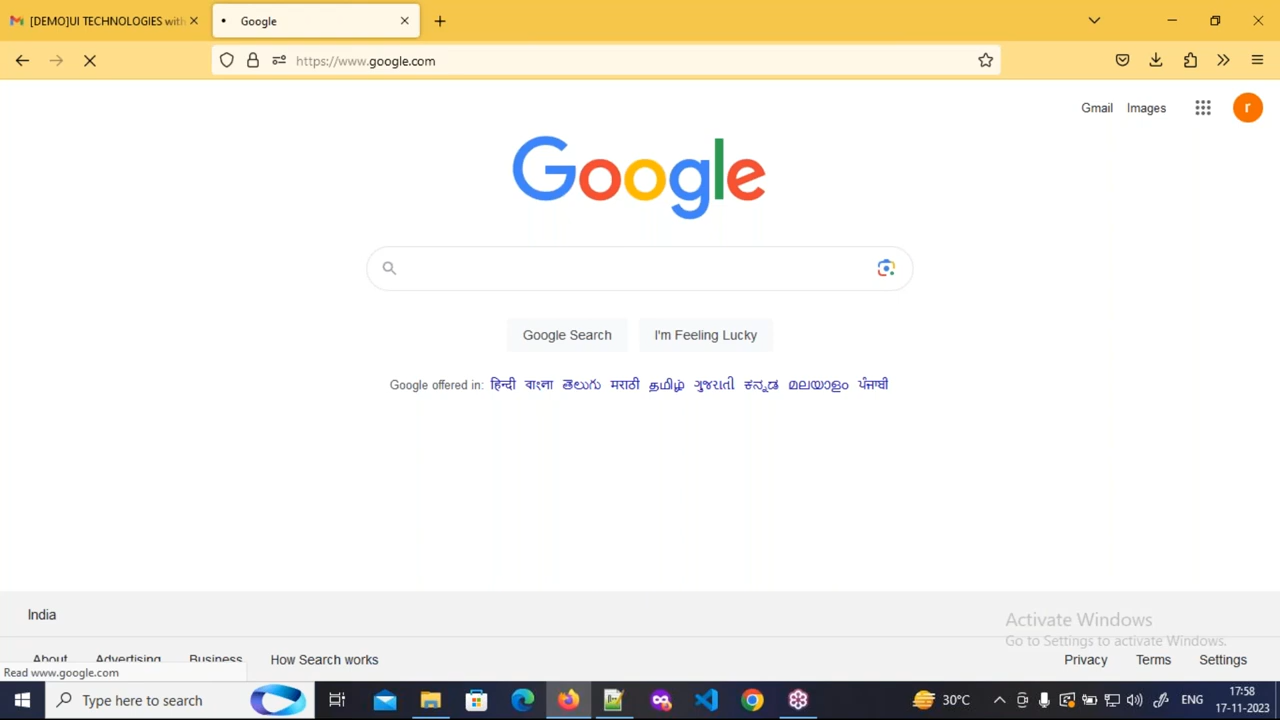 [DEMO]UI TECHNOLOGIES with
Google
https://www.google.com
Gmail Images
r
Google
Google Search I'm Feeling Lucky
Google offered in: हिन्दी বাংলা తెలుగు मराठी தமிழ் ગુજરાતી ಕನ್ನಡ മലയാളം ਪੰਜਾਬੀ
India
Activate Windows
Go to Settings to activate Windows.
About Advertising Business How Search works Privacy Terms Settings
Read www.google.com
Type here to search
30°C
ENG
17:58
17-11-2023